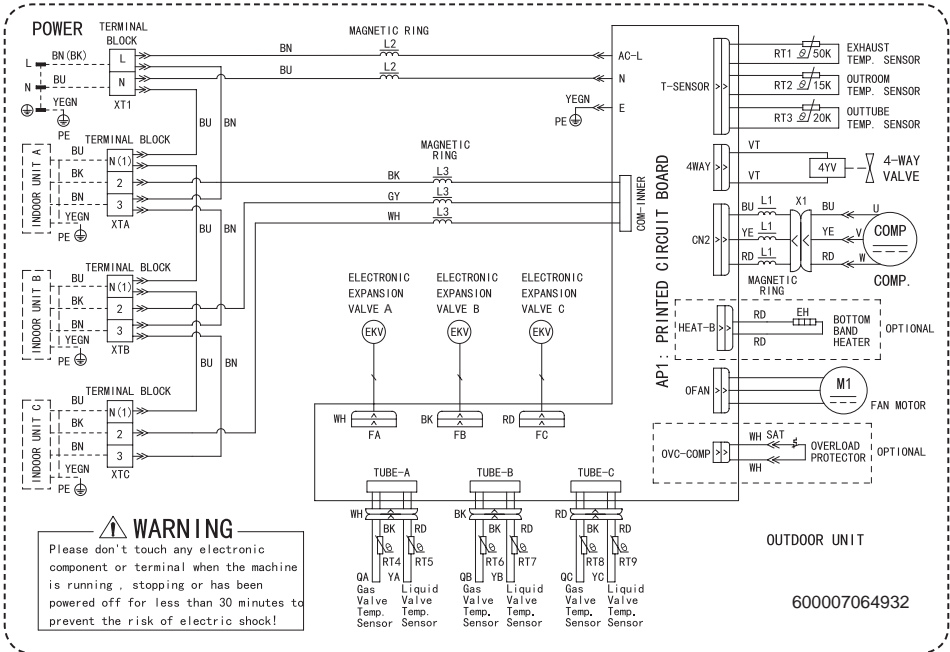 POWER
TERMINAL
BLOCK
L
BN(BK)
N
BU
YEGN
PE
L
N
XT1
BN
BU
MAGNETIC RING
L2
L2
AC-L
N
YEGN
E
PE
BU
BN
TERMINAL BLOCK
INDOOR UNIT A
BU
BK
BN
YEGN
PE
N(1)
2
3
XTA
BU
BN
MAGNETIC
RING
BK
L3
GY
L3
WH
L3
COM-INNER
TERMINAL BLOCK
INDOOR UNIT B
BU
BK
BN
YEGN
PE
N(1)
2
3
XTB
BU
BN
TERMINAL BLOCK
INDOOR UNIT C
BU
BK
BN
YEGN
PE
N(1)
2
3
XTC
ELECTRONIC
EXPANSION
VALVE A
EKV
ELECTRONIC
EXPANSION
VALVE B
EKV
ELECTRONIC
EXPANSION
VALVE C
EKV
WH
FA
BK
FB
RD
FC
AP1: PRINTED CIRCUIT BOARD
T-SENSOR
RT1
50K
EXHAUST
TEMP. SENSOR
RT2
15K
OUTROOM
TEMP. SENSOR
RT3
20K
OUTTUBE
TEMP. SENSOR
4WAY
VT
VT
4YV
4-WAY
VALVE
CN2
BU
L1
X1
BU
U
YE
L1
YE
V
RD
L1
RD
W
COMP
COMP.
MAGNETIC
RING
HEAT-B
RD
EH
RD
BOTTOM
BAND
HEATER
OPTIONAL
OFAN
M1
FAN MOTOR
OVC-COMP
WH
SAT
WH
OVERLOAD
PROTECTOR
OPTIONAL
TUBE-A
WH
BK
RD
RT4
RT5
QA
YA
Gas
Valve
Temp.
Sensor
Liquid
Valve
Temp.
Sensor
TUBE-B
BK
BK
RD
RT6
RT7
QB
YB
Gas
Valve
Temp.
Sensor
Liquid
Valve
Temp.
Sensor
TUBE-C
RD
BK
RD
RT8
RT9
QC
YC
Gas
Valve
Temp.
Sensor
Liquid
Valve
Temp.
Sensor
WARNING
Please don't touch any electronic
component or terminal when the machine
is running , stopping or has been
powered off for less than 30 minutes to
prevent the risk of electric shock!
OUTDOOR UNIT
600007064932